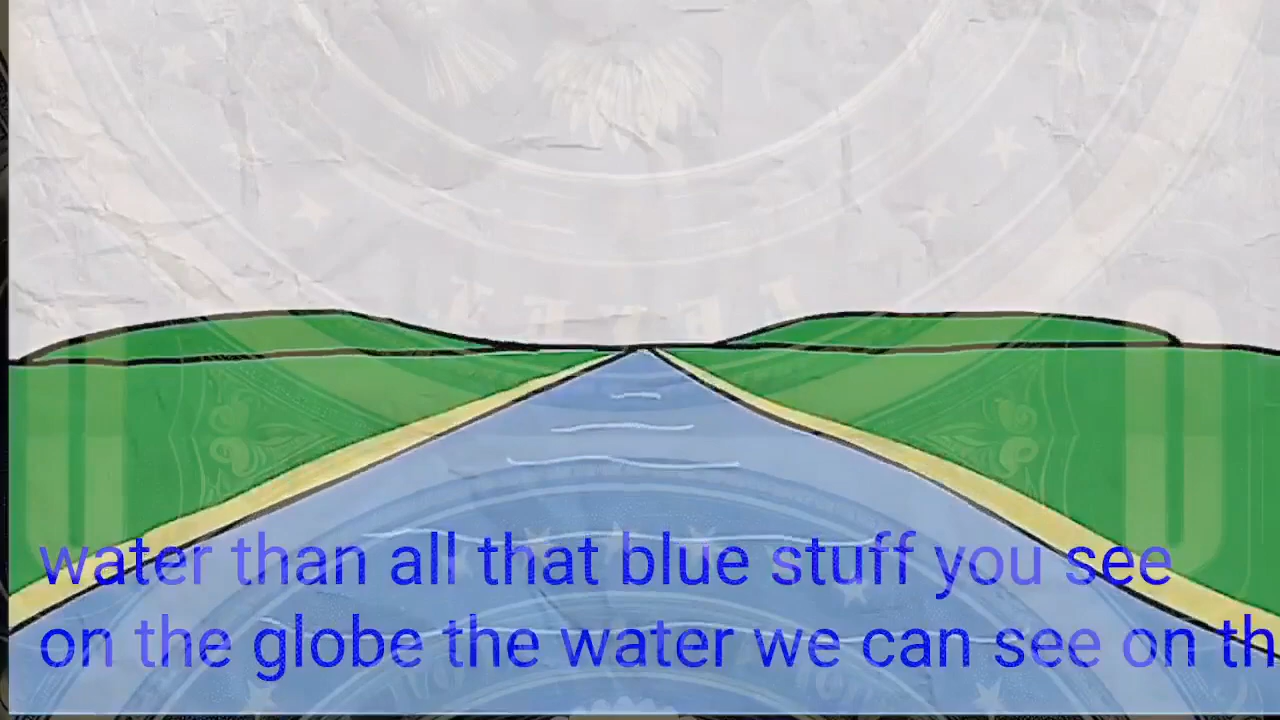 water than all that blue stuff you see
on the globe the water we can see on th